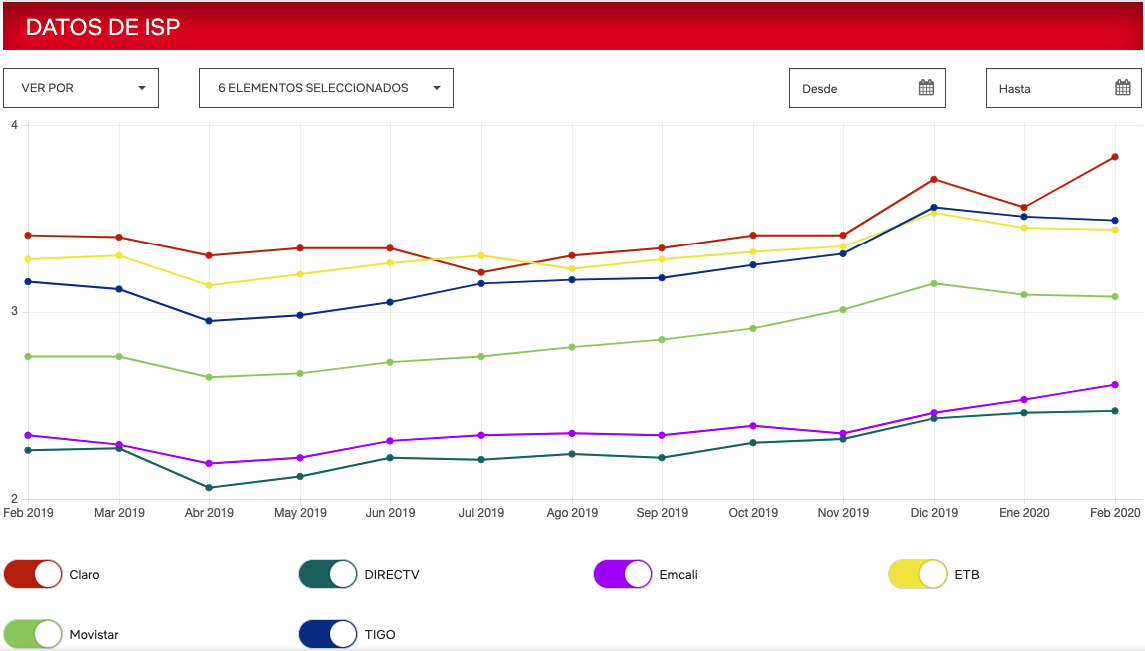 DATOS DE ISP
VER POR
6 ELEMENTOS SELECCIONADOS
Desde
Hasta
4
3
2
Feb 2019 Mar 2019 Abr 2019 May 2019 Jun 2019 Jul 2019 Ago 2019 Sep 2019 Oct 2019 Nov 2019 Dic 2019 Ene 2020 Feb 2020
Claro DIRECTV Emcali ETB
Movistar TIGO